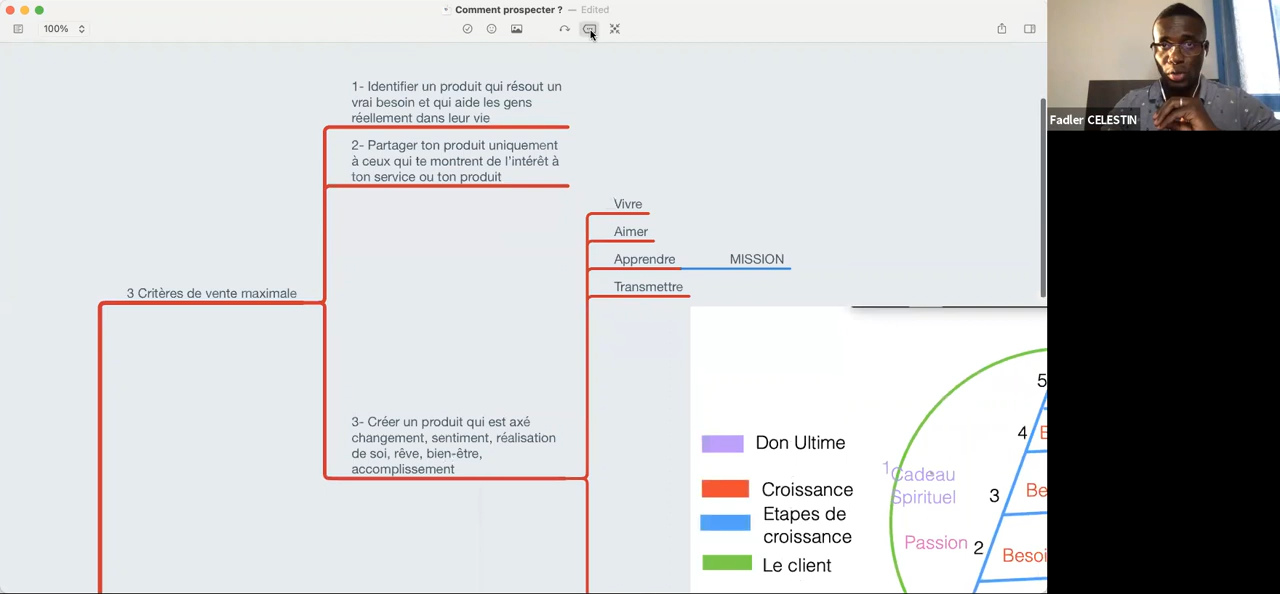 Comment prospecter ? — Edited
100%
1- Identifier un produit qui résout un
vrai besoin et qui aide les gens
réellement dans leur vie
2- Partager ton produit uniquement
à ceux qui te montrent de l'intérêt à
ton service ou ton produit
3 Critères de vente maximale
Vivre
Aimer
Apprendre
MISSION
Transmettre
3- Créer un produit qui est axé
changement, sentiment, réalisation
de soi, rêve, bien-être,
accomplissement
Don Ultime
Croissance
Etapes de
croissance
Le client
1
Cadeau
Spirituel
Passion
5
4
3
Be
2
Besoi
Fadler CELESTIN